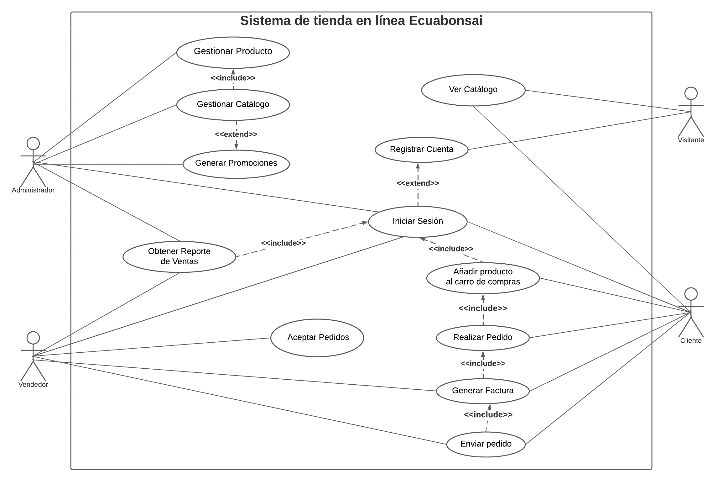 Sistema de tienda en línea Ecuabonsai
Gestionar Producto
<<include>>
Gestionar Catálogo
<<extend>>
Generar Promociones
Ver Catálogo
Registrar Cuenta
<<extend>>
Iniciar Sesión
<<include>>
<<include>>
Obtener Reporte
de Ventas
Añadir producto
al carro de compras
<<include>>
Aceptar Pedidos
Realizar Pedido
<<include>>
Generar Factura
<<include>>
Enviar pedido
Administrador
Visitante
Vendedor
Cliente